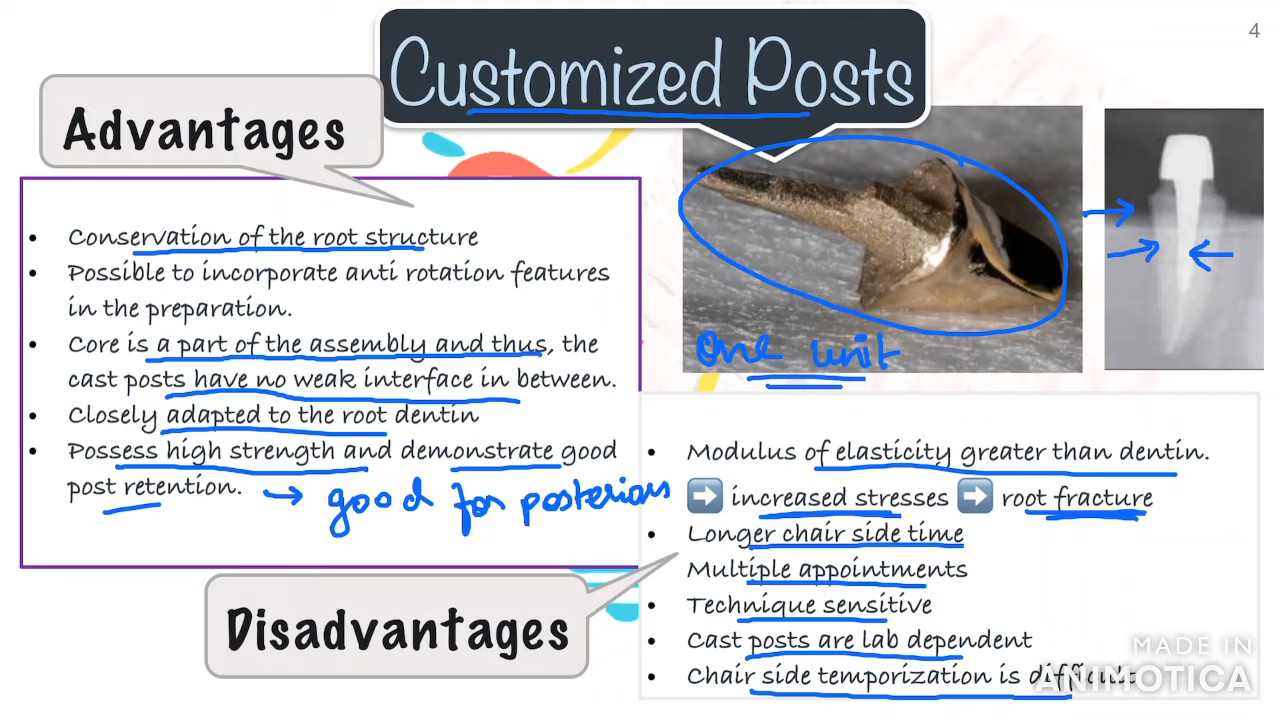 4
Customized Posts
Advantages
• Conservation of the root structure
• Possible to incorporate anti rotation features
in the preparation.
• Core is a part of the assembly and thus, the
cast posts have no weak interface in between.
• Closely adapted to the root dentin
• Possess high strength and demonstrate good
post retention.
→ good for posteriors
One unit
• Modulus of elasticity greater than dentin.
➡ increased stresses ➡ root fracture
• Longer chair side time
Multiple appointments
• Technique sensitive
• Cast posts are lab dependent
• Chair side temporization is difficult
Disadvantages
MADE IN
ANIMOTICA